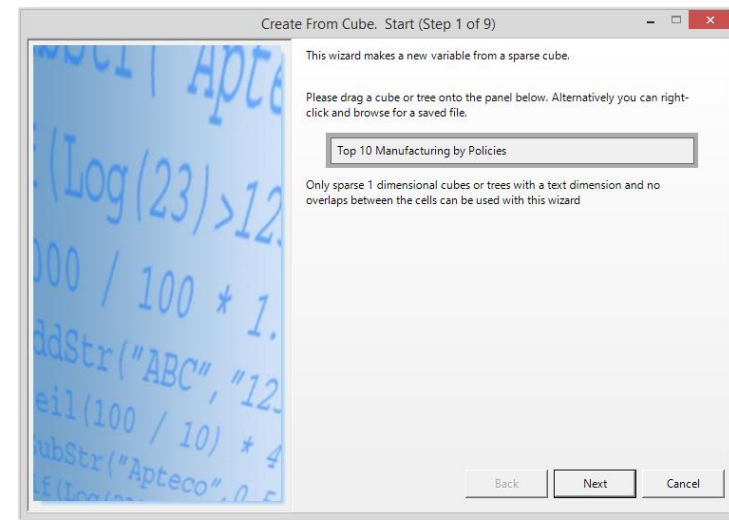 Create From Cube. Start (Step 1 of 9)
This wizard makes a new variable from a sparse cube.
Please drag a cube or tree onto the panel below. Alternatively you can right-
click and browse for a saved file.
Top 10 Manufacturing by Policies
Only sparse 1 dimensional cubes or trees with a text dimension and no
overlaps between the cells can be used with this wizard
Apte
(Log(23)>12
000 / 100 * 1.
ddStr("ABC", "12
eil(100 / 10) * 4
ubStr("Apteco", 0, 5
Back
Next
Cancel